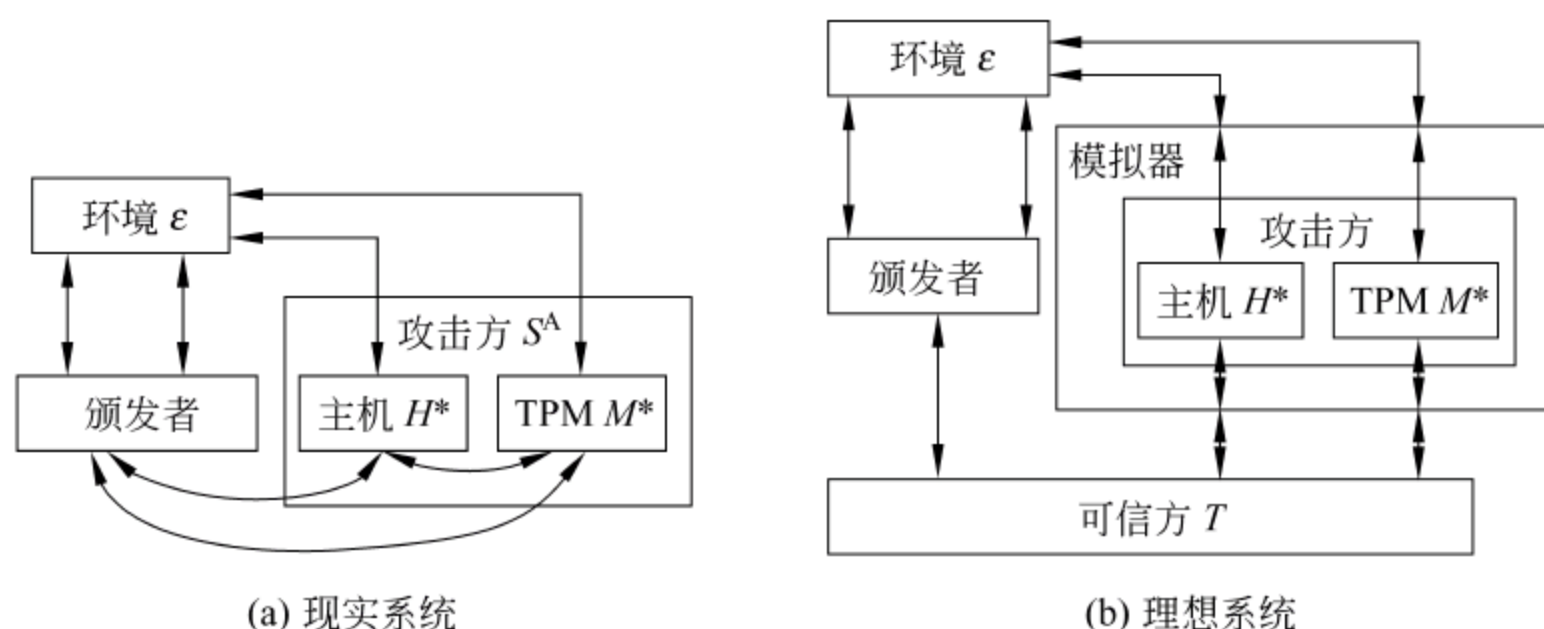 环境 ε
颁发者
攻击方 S^A
主机 H*
TPM M*
(a) 现实系统
环境 ε
模拟器
攻击方
颁发者
主机 H*
TPM M*
可信方 T
(b) 理想系统